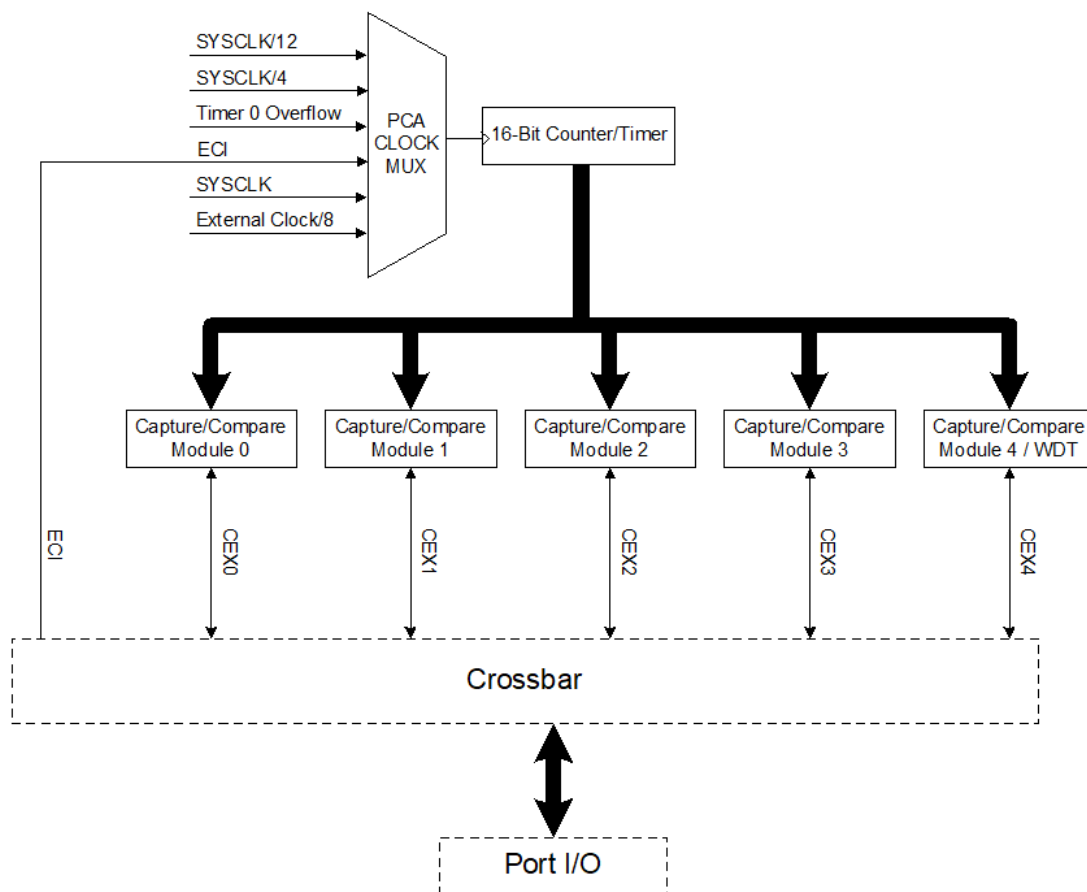 SYSCLK/12
SYSCLK/4
Timer 0 Overflow
ECI
SYSCLK
External Clock/8
PCA
CLOCK
MUX
16-Bit Counter/Timer
Capture/Compare
Module 0
Capture/Compare
Module 1
Capture/Compare
Module 2
Capture/Compare
Module 3
Capture/Compare
Module 4 / WDT
ECI
CEX0
CEX1
CEX2
CEX3
CEX4
Crossbar
Port I/O